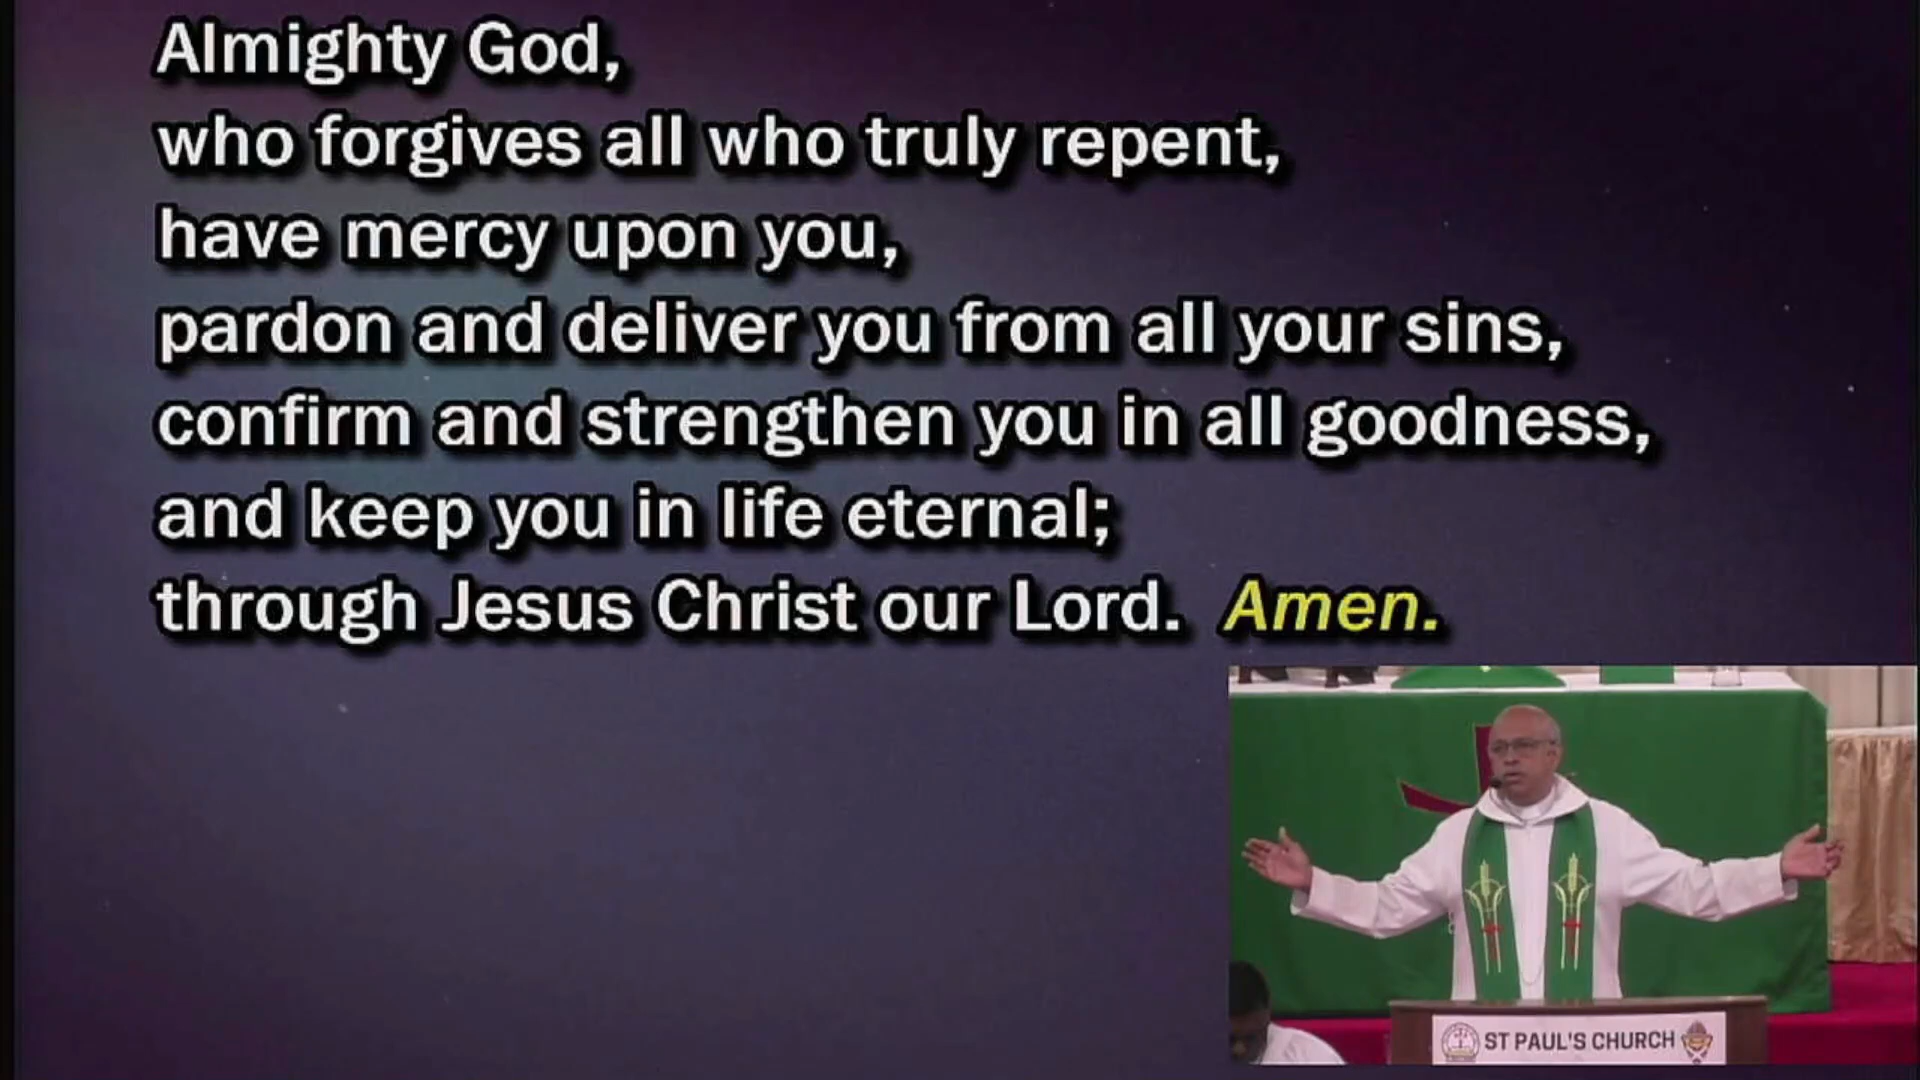 Almighty God,
who forgives all who truly repent,
have mercy upon you,
pardon and deliver you from all your sins,
confirm and strengthen you in all goodness,
and keep you in life eternal;
through Jesus Christ our Lord. Amen.
ST PAUL'S CHURCH